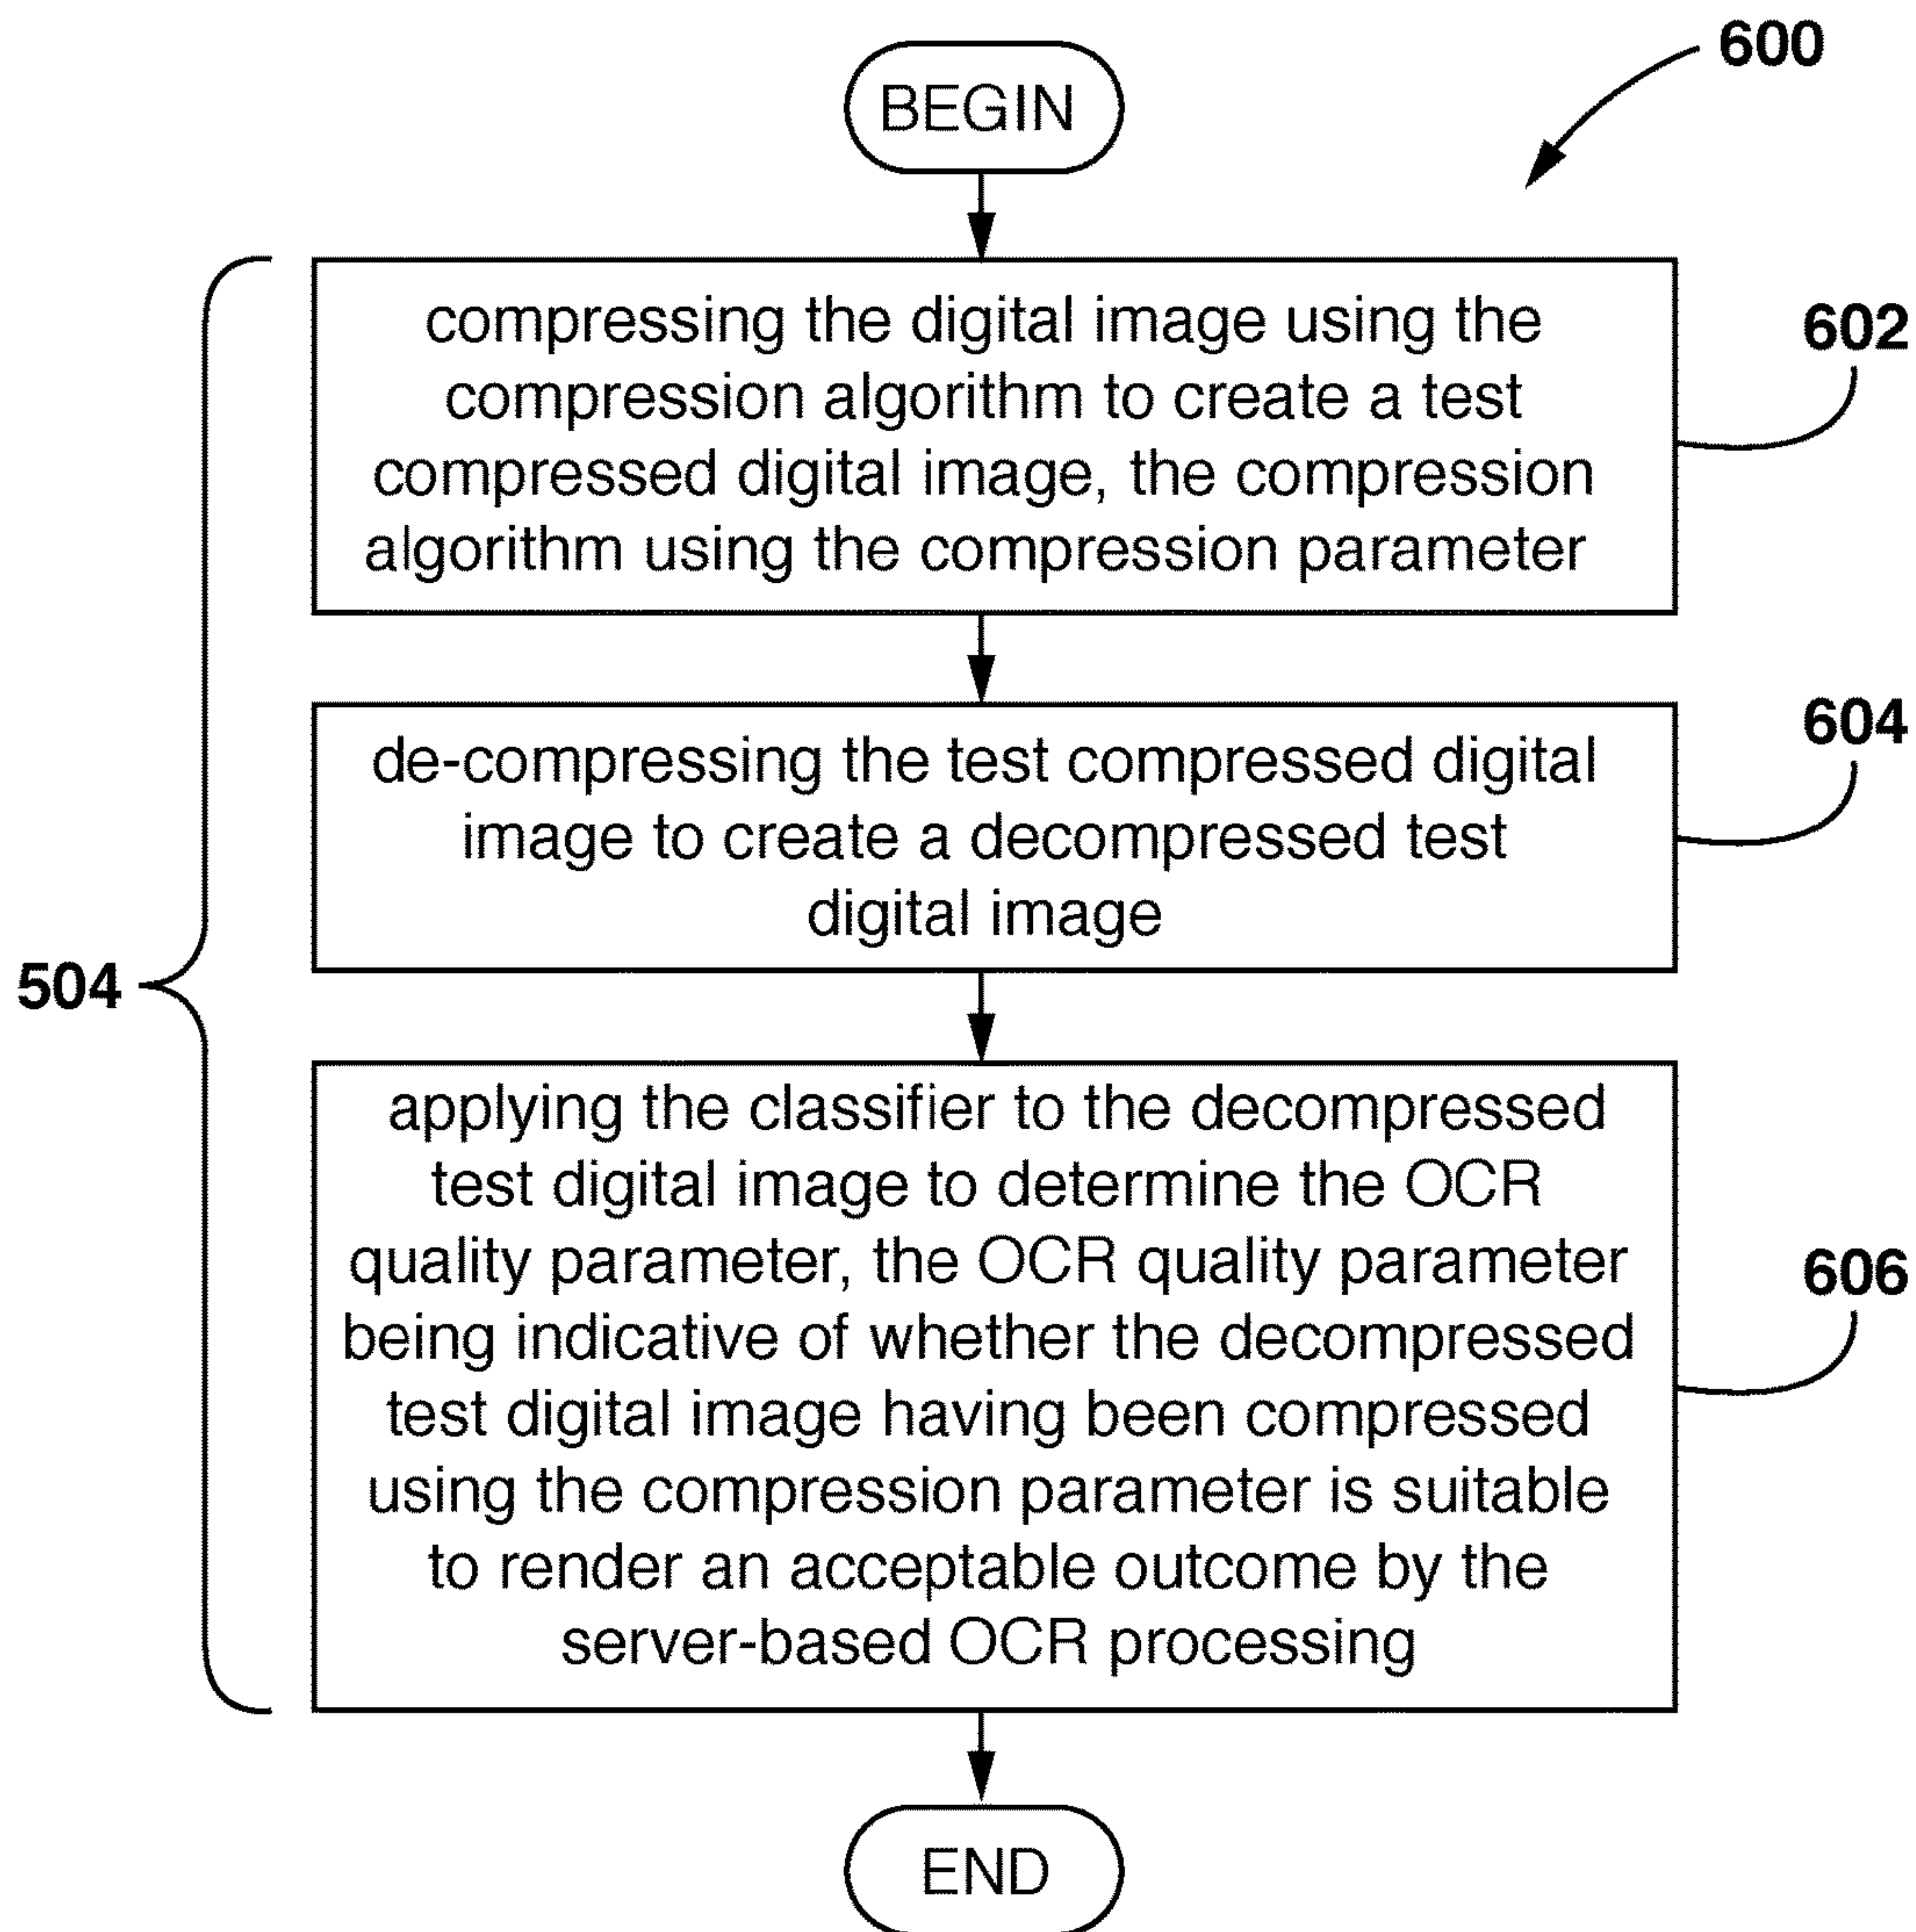 600
BEGIN
compressing the digital image using the
compression algorithm to create a test
compressed digital image, the compression
algorithm using the compression parameter
602
de-compressing the test compressed digital
image to create a decompressed test
digital image
604
504
applying the classifier to the decompressed
test digital image to determine the OCR
quality parameter, the OCR quality parameter
being indicative of whether the decompressed
test digital image having been compressed
using the compression parameter is suitable
to render an acceptable outcome by the
server-based OCR processing
606
END